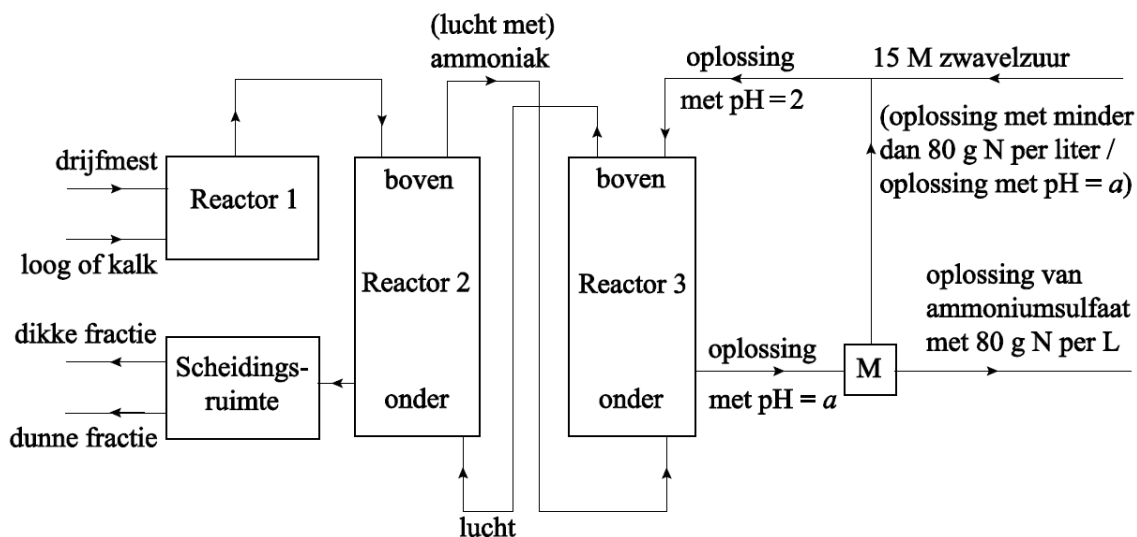 (lucht met)
ammoniak
oplossing
met pH = 2
15 M zwavelzuur
(oplossing met minder
dan 80 g N per liter /
oplossing met pH = a)
drijfmest
loog of kalk
Reactor 1
boven
Reactor 2
onder
boven
Reactor 3
onder
dikke fractie
dunne fractie
Scheidings-
ruimte
lucht
oplossing
met pH = a
M
oplossing van
ammoniumsulfaat
met 80 g N per L